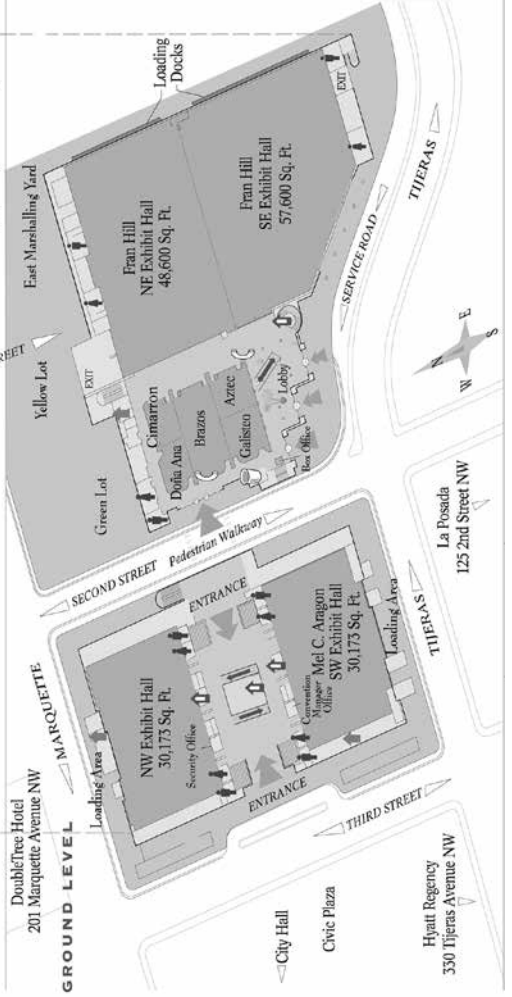 DoubleTree Hotel
201 Marquette Avenue NW
GROUND LEVEL
MARQUETTE
Loading Area
NW Exhibit Hall
30,173 Sq. Ft.
Security Office
ENTRANCE
ENTRANCE
Convention
Manager
Office
Mel C. Aragon
SW Exhibit Hall
30,173 Sq. Ft.
Loading Area
TIJERAS
THIRD STREET
City Hall
Civic Plaza
Hyatt Regency
330 Tijeras Avenue NW
La Posada
125 2nd Street NW
SECOND STREET
Pedestrian Walkway
Green Lot
Yellow Lot
East Marshalling Yard
EXIT
Cimarron
Doña Ana
Brazos
Aztec
Galisteo
Lobby
Box Office
Fran Hill
NE Exhibit Hall
48,600 Sq. Ft.
Fran Hill
SE Exhibit Hall
57,600 Sq. Ft.
Loading
Docks
EXIT
SERVICE ROAD
TIJERAS
N
E
S
W